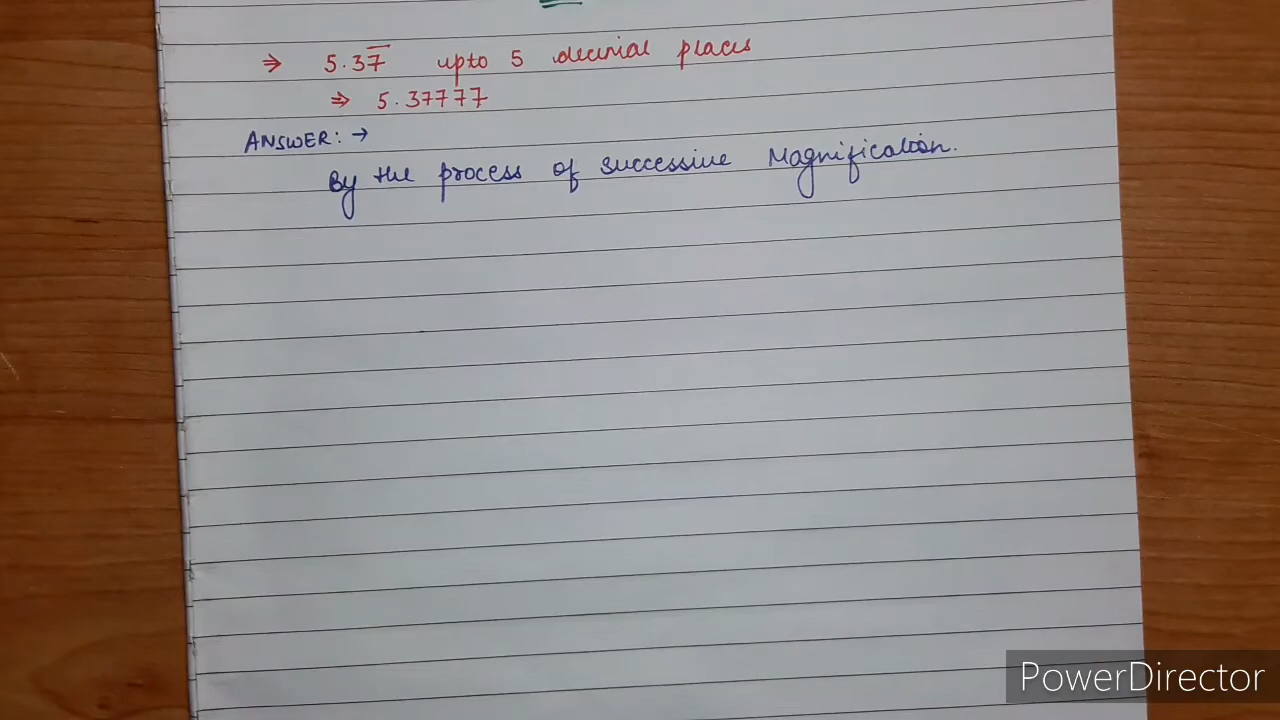 ⇒ 5.37̅ upto 5 decimal places
⇒ 5.37777
ANSWER: →
By the process of successive Magnification.
PowerDirector